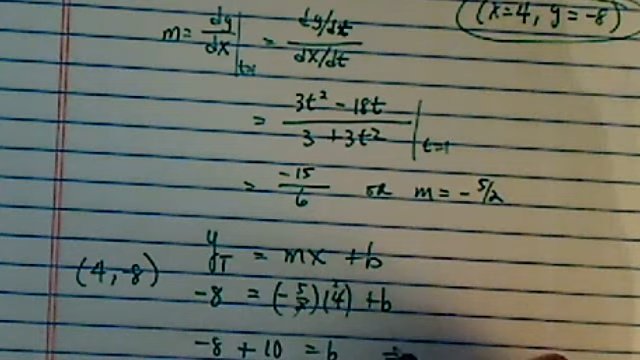 (x=4, y=-8)
m = dy/dx |t=1 = dy/dt / dx/dt
= 3t² - 18t / 3 + 3t² |t=1
= -15/6 or m = -5/2
yT = mx + b
(4,-8)
-8 = (-5/2)(4) + b
-8 + 10 = b